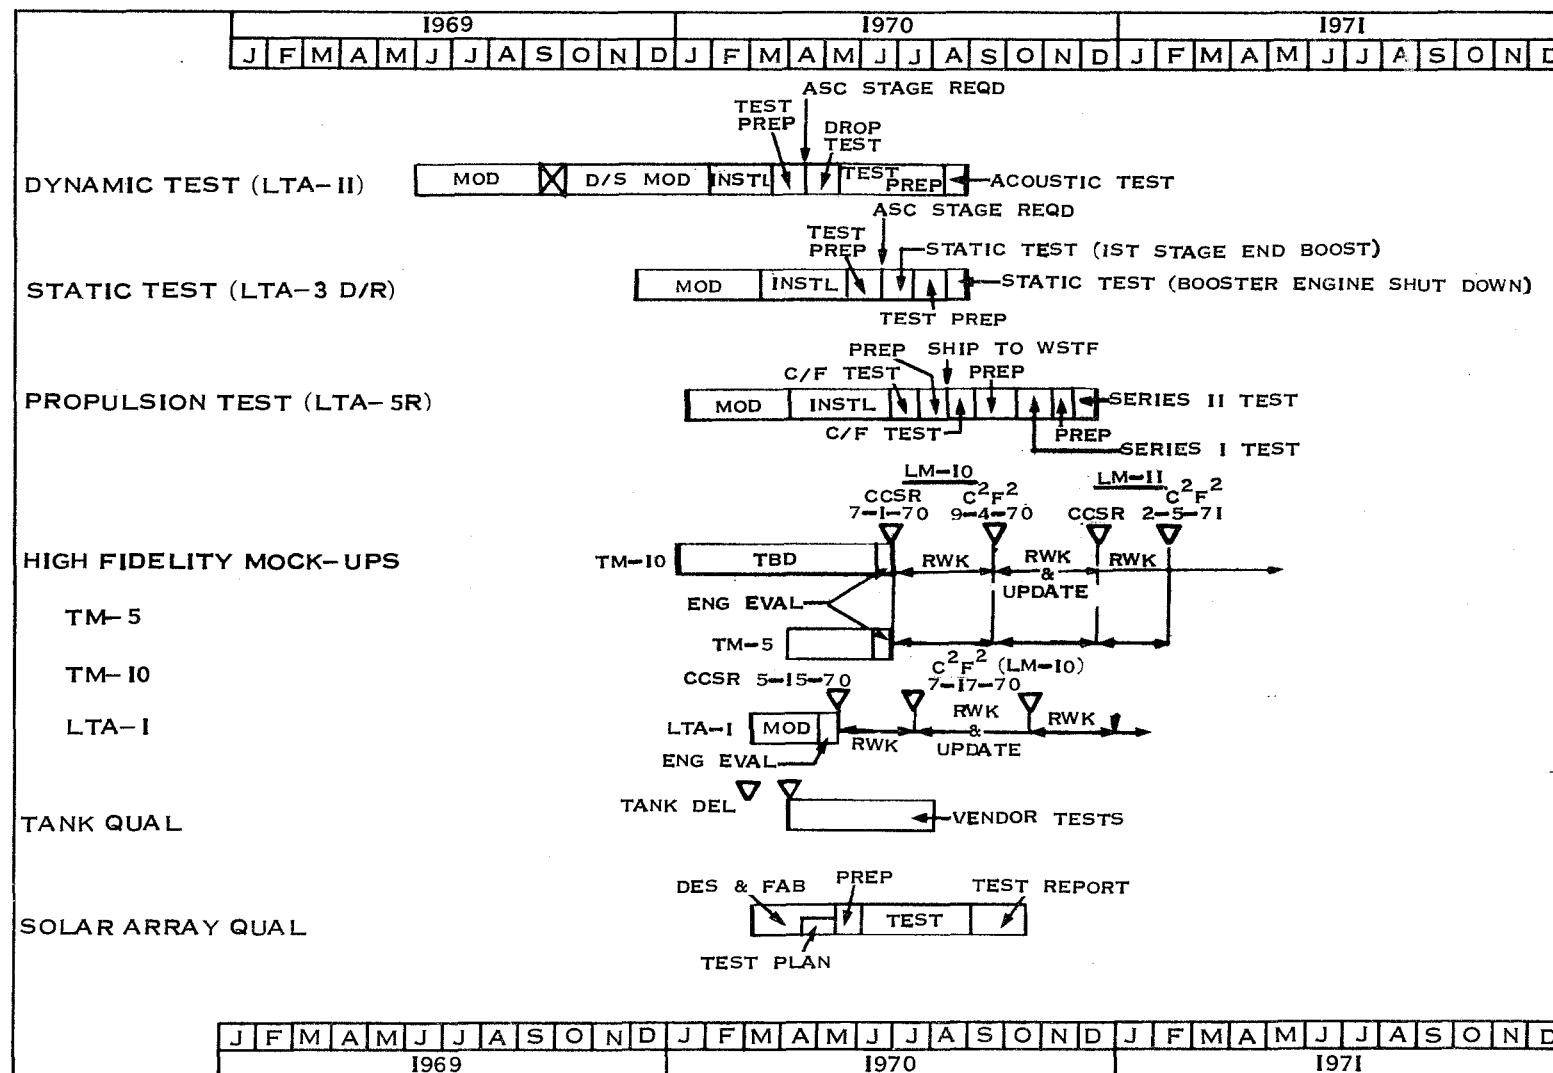 1969 1970 1971
J F M A M J J A S O N D J F M A M J J A S O N D J F M A M J J A S O N D
ASC STAGE REQD
TEST PREP
DROP TEST
DYNAMIC TEST (LTA-11)
MOD
D/S MOD
INSTL
TEST PREP
ACOUSTIC TEST
ASC STAGE REQD
TEST PREP
STATIC TEST (1ST STAGE END BOOST)
STATIC TEST (LTA-3 D/R)
MOD
INSTL
STATIC TEST (BOOSTER ENGINE SHUT DOWN)
TEST PREP
PREP SHIP TO WSTF
C/F TEST
PREP
PROPULSION TEST (LTA-5R)
MOD
INSTL
SERIES II TEST
C/F TEST
PREP
SERIES I TEST
LM-10
LM-11
CCSR 7-1-70
C²F² 9-4-70
CCSR
C²F² 2-5-71
HIGH FIDELITY MOCK-UPS
TM-10
TBD
RWK
RWK & UPDATE
RWK
ENG EVAL
TM-5
TM-5
TM-10
CCSR 5-15-70
C²F² (LM-10) 7-17-70
LTA-1
LTA-1
MOD
RWK
RWK & UPDATE
RWK
ENG EVAL
TANK DEL
TANK QUAL
VENDOR TESTS
DES & FAB
PREP
TEST REPORT
SOLAR ARRAY QUAL
TEST
TEST PLAN
J F M A M J J A S O N D J F M A M J J A S O N D J F M A M J J A S O N D
1969 1970 1971